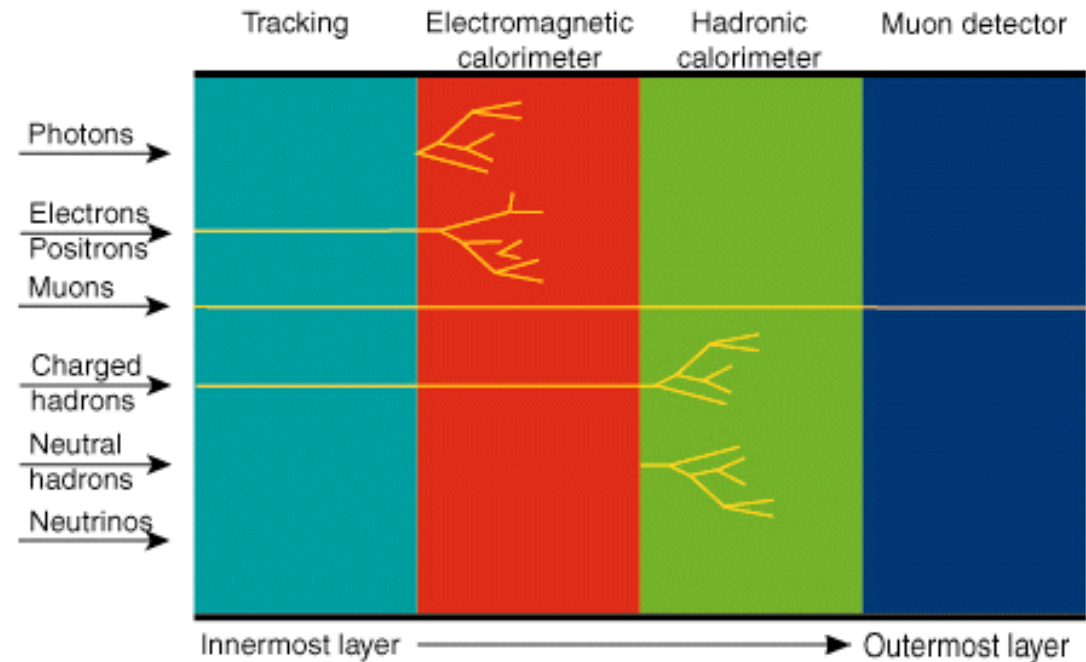 Tracking
Electromagnetic
calorimeter
Hadronic
calorimeter
Muon detector
Photons
Electrons
Positrons
Muons
Charged
hadrons
Neutral
hadrons
Neutrinos
Innermost layer
Outermost layer